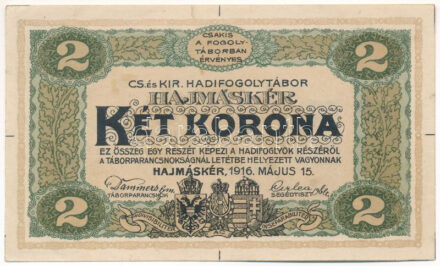 2
CSAKIS
A FOGOLY-
TÁBORBAN
ÉRVÉNYES
2
CS. ÉS KIR. HADIFOGOLYTÁBOR
HAJMÁSKÉR
KÉT KORONA
EZ ÖSSZEG EGY RÉSZÉT KÉPEZI A HADIFOGLYOK RÉSZÉRŐL
A TÁBORPARANCSNOKSÁGNÁL LETÉTBE HELYEZETT VAGYONNAK
HAJMÁSKÉR, 1916. MÁJUS 15.
TÁBORPARANCSNOK
SEGÉDTISZT
2
2